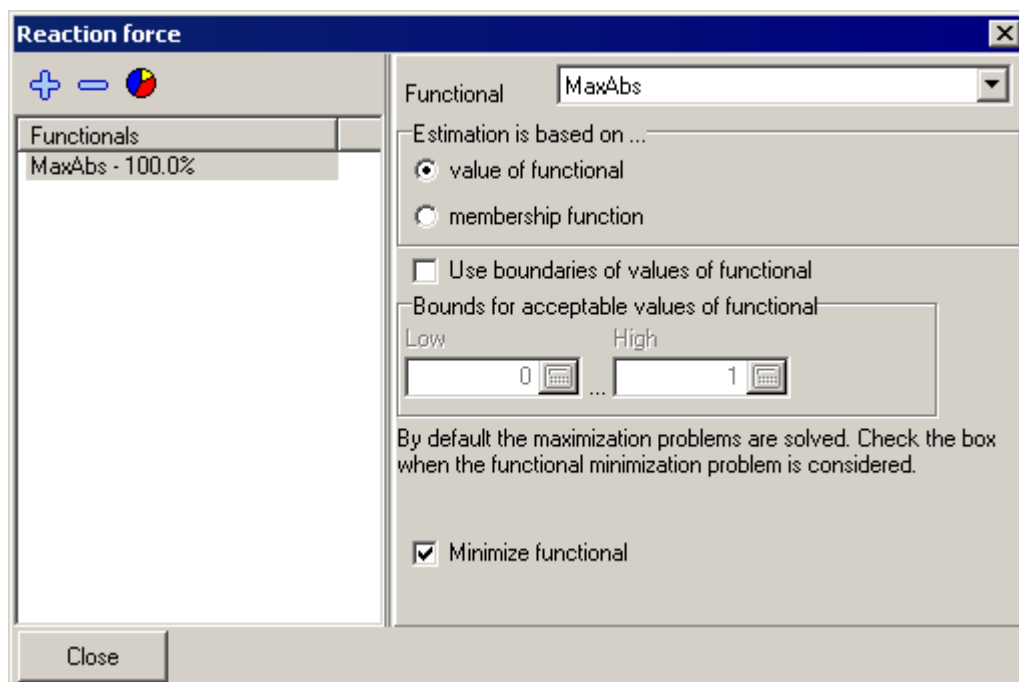 Reaction force
Functionals
MaxAbs - 100.0%
Functional
MaxAbs
Estimation is based on ...
value of functional
membership function
Use boundaries of values of functional
Bounds for acceptable values of functional
Low High
0 ... 1
By default the maximization problems are solved. Check the box
when the functional minimization problem is considered.
Minimize functional
Close